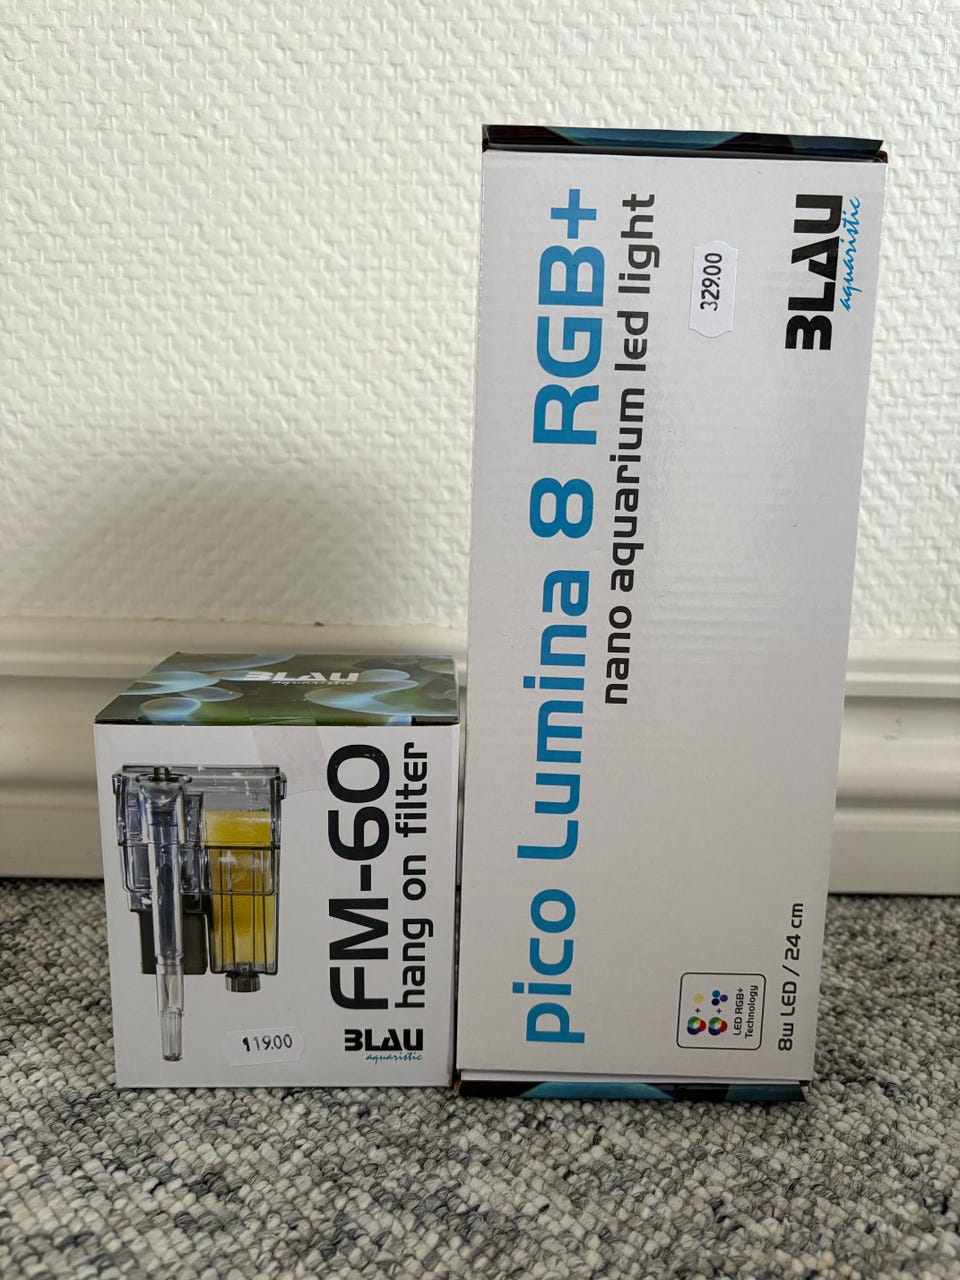 BLAU
aquaristic
FM-60
hang on filter
BLAU
aquaristic
119.00
pico Lumina 8 RGB+
nano aquarium led light
329.00
BLAU
aquaristic
LED RGB+
Technology
8w LED / 24 cm